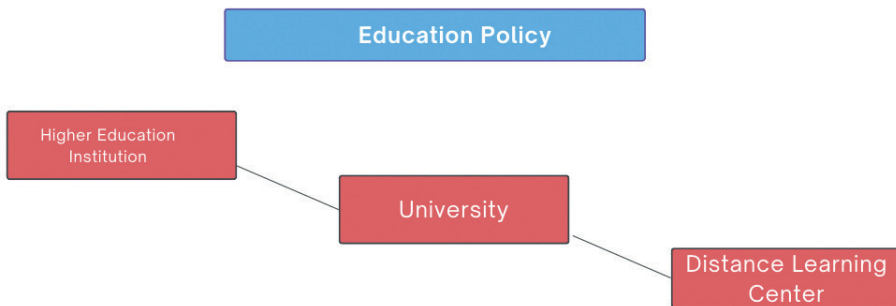 Education Policy
Higher Education
Institution
University
Distance Learning
Center